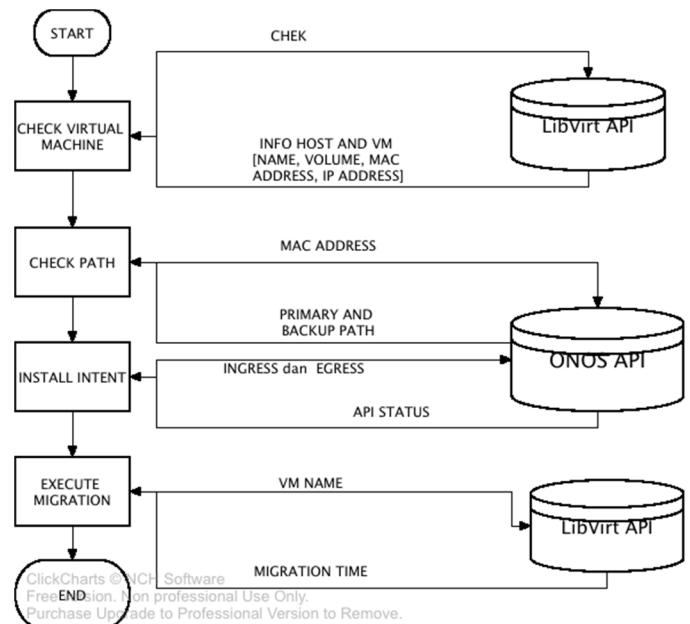 START
CHEK
LibVirt API
CHECK VIRTUAL
MACHINE
INFO HOST AND VM
[NAME, VOLUME, MAC
ADDRESS, IP ADDRESS]
MAC ADDRESS
CHECK PATH
PRIMARY AND
BACKUP PATH
ONOS API
INGRESS dan EGRESS
INSTALL INTENT
API STATUS
VM NAME
EXECUTE
MIGRATION
LibVirt API
MIGRATION TIME
END
ClickCharts © NCH Software
Free Version. Non professional Use Only.
Purchase Upgrade to Professional Version to Remove.